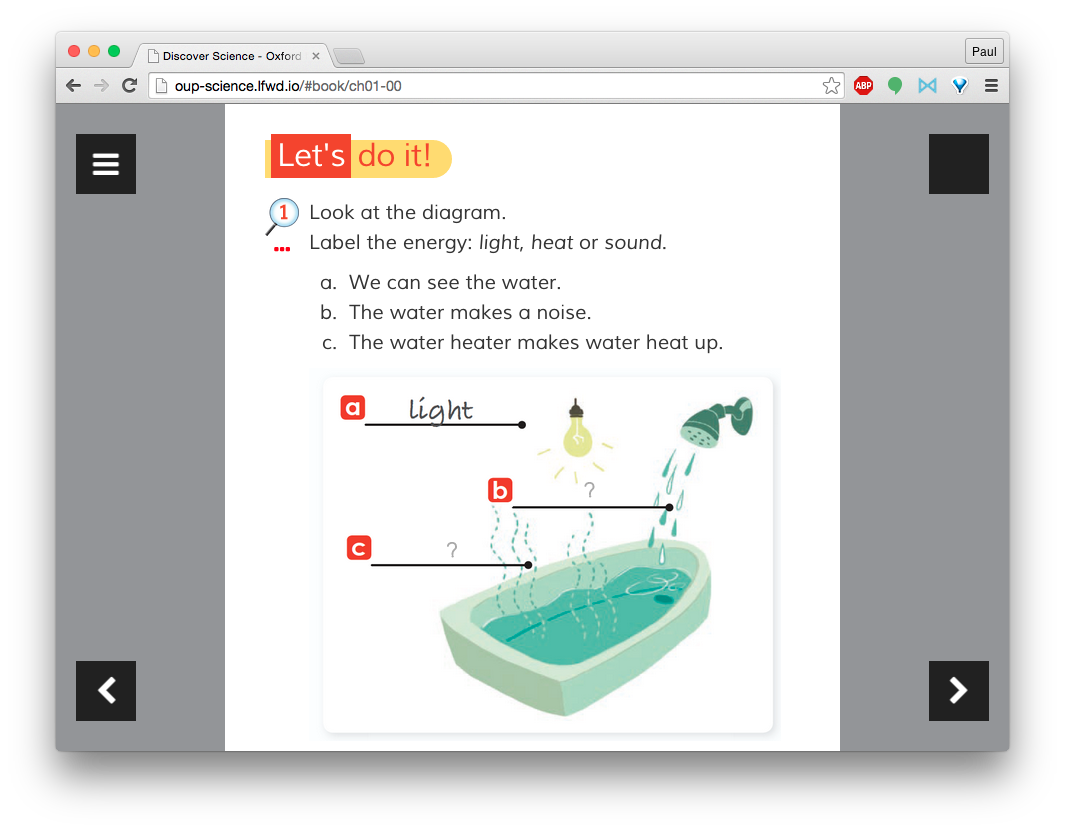 Discover Science - Oxford
Paul
oup-science.lfwd.io/#book/ch01-00
ABP
Let's do it!
1 Look at the diagram.
Label the energy: light, heat or sound.
a. We can see the water.
b. The water makes a noise.
c. The water heater makes water heat up.
a light
b ?
c ?